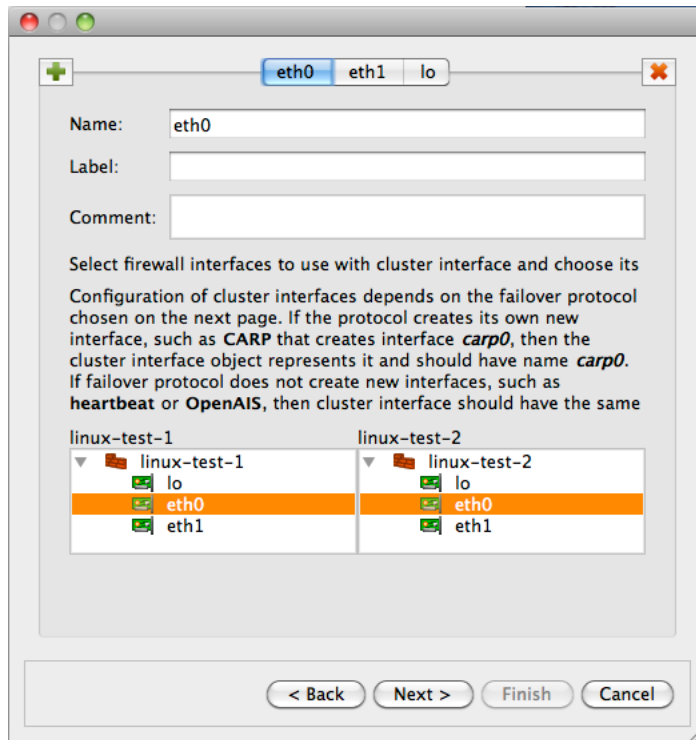 eth0 eth1 lo
Name: eth0
Label:
Comment:
Select firewall interfaces to use with cluster interface and choose its
Configuration of cluster interfaces depends on the failover protocol
chosen on the next page. If the protocol creates its own new
interface, such as CARP that creates interface carp0, then the
cluster interface object represents it and should have name carp0.
If failover protocol does not create new interfaces, such as
heartbeat or OpenAIS, then cluster interface should have the same
linux-test-1 linux-test-2
linux-test-1 linux-test-2
lo lo
eth0 eth0
eth1 eth1
< Back Next > Finish Cancel